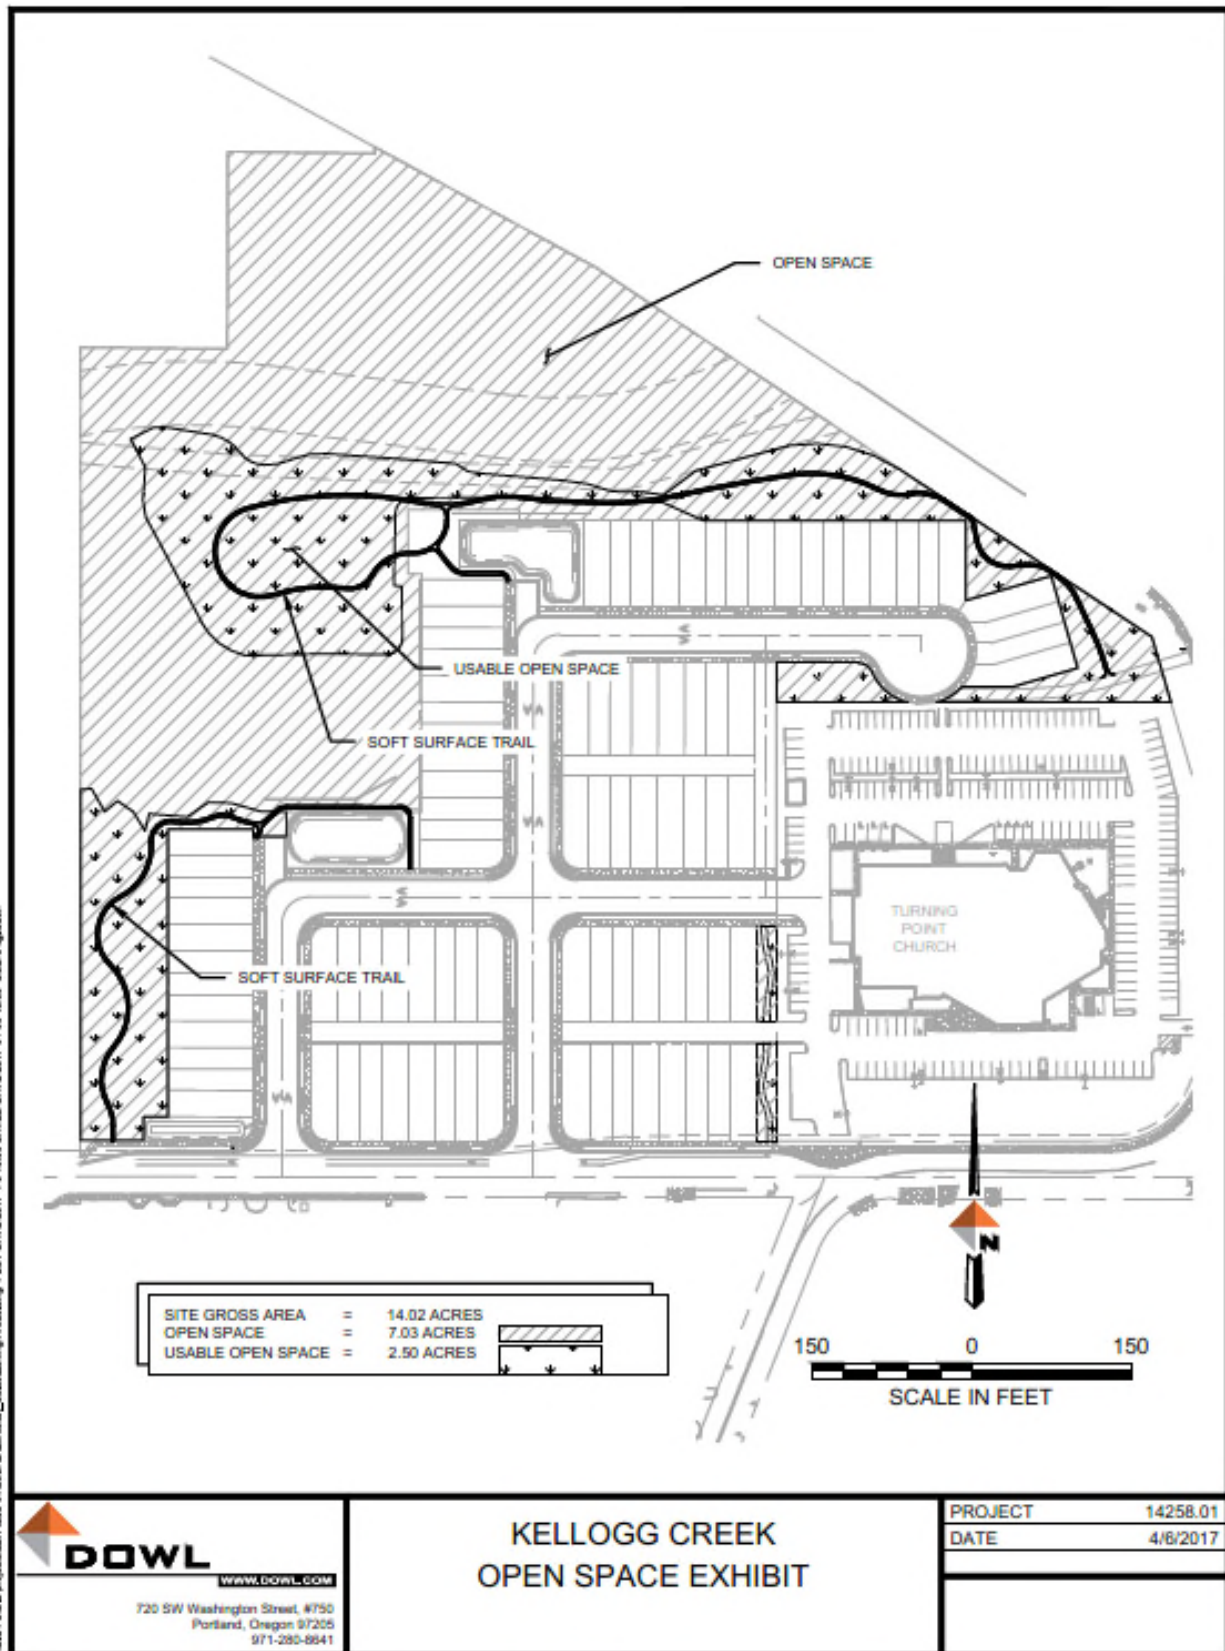 OPEN SPACE
USABLE OPEN SPACE
SOFT SURFACE TRAIL
TURNING
POINT
CHURCH
SOFT SURFACE TRAIL
N
SITE GROSS AREA = 14.02 ACRES
OPEN SPACE = 7.03 ACRES
USABLE OPEN SPACE = 2.50 ACRES
150 0 150
SCALE IN FEET
DOWL
WWW.DOWL.COM
720 SW Washington Street, #750
Portland, Oregon 97205
971-280-8641
KELLOGG CREEK
OPEN SPACE EXHIBIT
PROJECT 14258.01
DATE 4/6/2017